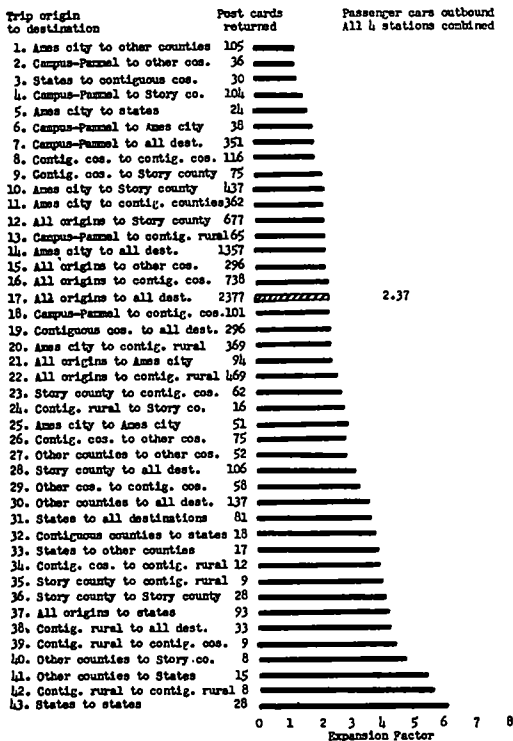 Trip origin to destination
Post cards returned
Passenger cars outbound
All 4 stations combined
1. Ames city to other counties 105
2. Campus-Pammel to other cos. 36
3. States to contiguous cos. 30
4. Campus-Pammel to Story co. 104
5. Ames city to states 24
6. Campus-Pammel to Ames city 38
7. Campus-Pammel to all dest. 351
8. Contig. cos. to contig. cos. 116
9. Contig. cos. to Story county 75
10. Ames city to Story county 437
11. Ames city to contig. counties 362
12. All origins to Story county 677
13. Campus-Pammel to contig. rural 65
14. Ames city to all dest. 1357
15. All origins to other cos. 296
16. All origins to contig. cos. 738
17. All origins to all dest. 2377 2.37
18. Campus-Pammel to contig. cos. 101
19. Contiguous cos. to all dest. 296
20. Ames city to contig. rural 369
21. All origins to Ames city 94
22. All origins to contig. rural 469
23. Story county to contig. cos. 62
24. Contig. rural to Story co. 16
25. Ames city to Ames city 51
26. Contig. cos. to other cos. 75
27. Other counties to other cos. 52
28. Story county to all dest. 106
29. Other cos. to contig. cos. 58
30. Other counties to all dest. 137
31. States to all destinations 81
32. Contiguous counties to states 18
33. States to other counties 17
34. Contig. cos. to contig. rural 12
35. Story county to contig. rural 9
36. Story county to Story county 28
37. All origins to states 93
38. Contig. rural to all dest. 33
39. Contig. rural to contig. cos. 9
40. Other counties to Story co. 8
41. Other counties to States 15
42. Contig. rural to contig. rural 8
43. States to states 28
0 1 2 3 4 5 6 7 8
Expansion Factor